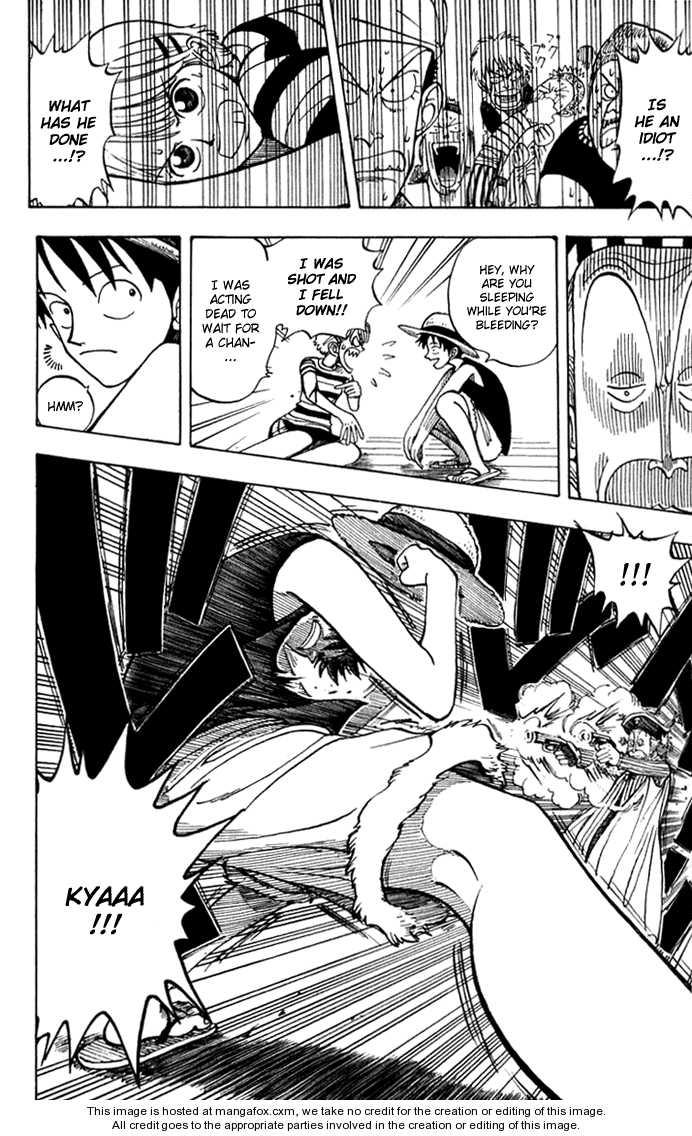 IS
HE AN
IDIOT
...!?
WHAT
HAS HE
DONE
...!?
HEY, WHY
ARE YOU
SLEEPING
WHILE YOU'RE
BLEEDING?
I WAS
SHOT AND
I FELL
DOWN!!
I WAS
ACTING
DEAD TO
WAIT FOR
A CHAN-
...
HMM?
!!!
KYAAA
!!!
This image is hosted at mangafox.cxm, we take no credit for the creation or editing of this image.
All credit goes to the appropriate parties involved in the creation or editing of this image.